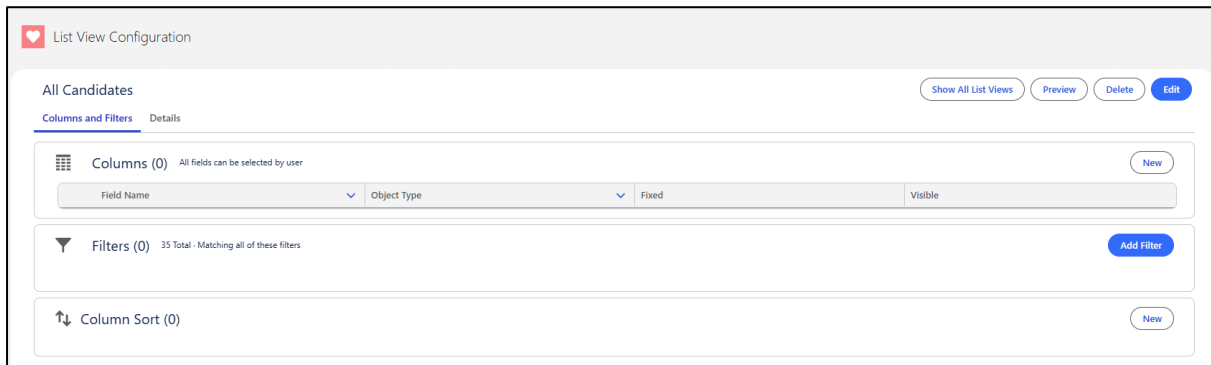 List View Configuration
All Candidates
Show All List Views
Preview
Delete
Edit
Columns and Filters
Details
Columns (0)
All fields can be selected by user
New
Field Name
Object Type
Fixed
Visible
Filters (0)
35 Total · Matching all of these filters
Add Filter
Column Sort (0)
New